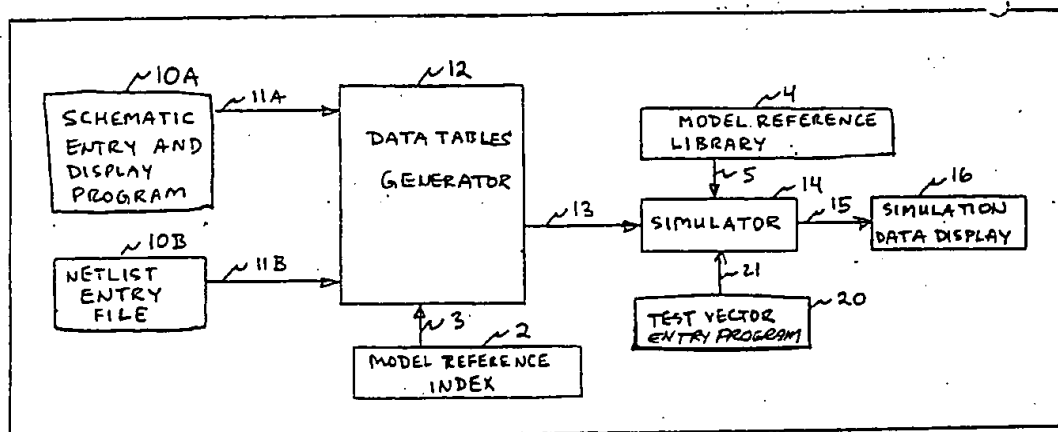 10A
SCHEMATIC
ENTRY AND
DISPLAY
PROGRAM
11A
10B
NETLIST
ENTRY
FILE
11B
12
DATA TABLES
GENERATOR
3
2
MODEL REFERENCE
INDEX
13
4
MODEL REFERENCE
LIBRARY
5
14
SIMULATOR
15
16
SIMULATION
DATA DISPLAY
21
20
TEST VECTOR
ENTRY PROGRAM